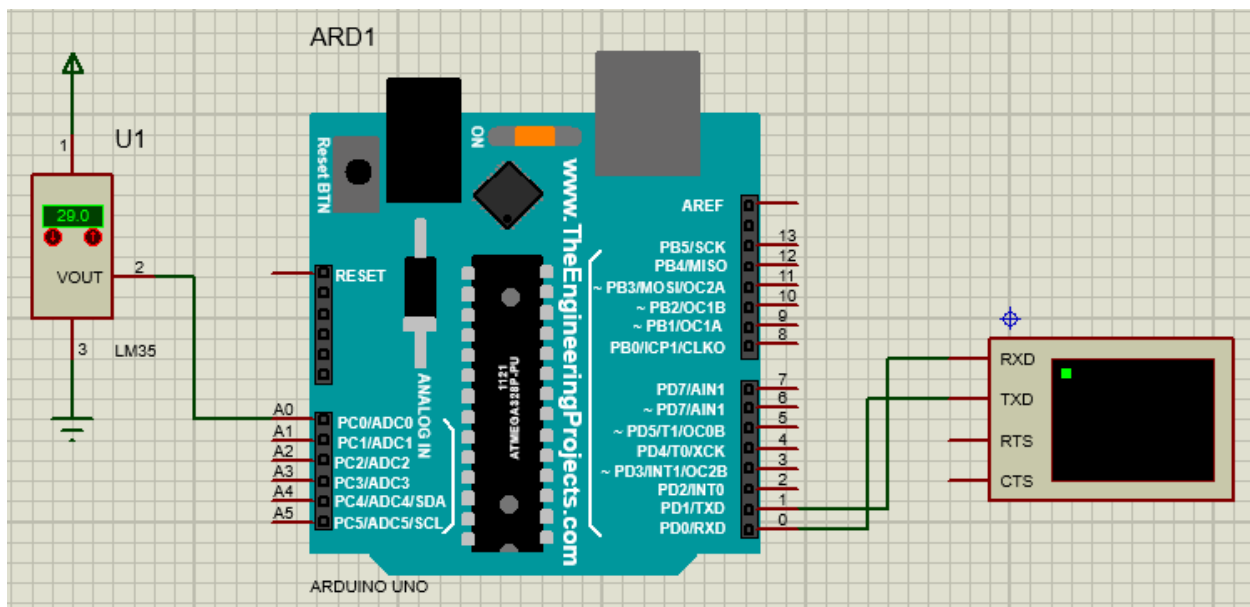 ARD1
U1
1
29.0
VOUT
2
3
LM35
Reset BTN
ON
www.TheEngineeringProjects.com
RESET
ANALOG IN
1121
ATMEGA328P-PU
A0
PC0/ADC0
A1
PC1/ADC1
A2
PC2/ADC2
A3
PC3/ADC3
A4
PC4/ADC4/SDA
A5
PC5/ADC5/SCL
AREF
PB5/SCK
13
PB4/MISO
12
~ PB3/MOSI/OC2A
11
~ PB2/OC1B
10
~ PB1/OC1A
9
PB0/ICP1/CLKO
8
PD7/AIN1
7
~ PD7/AIN1
6
~ PD5/T1/OC0B
5
PD4/T0/XCK
4
~ PD3/INT1/OC2B
3
PD2/INT0
2
PD1/TXD
1
PD0/RXD
0
ARDUINO UNO
RXD
TXD
RTS
CTS